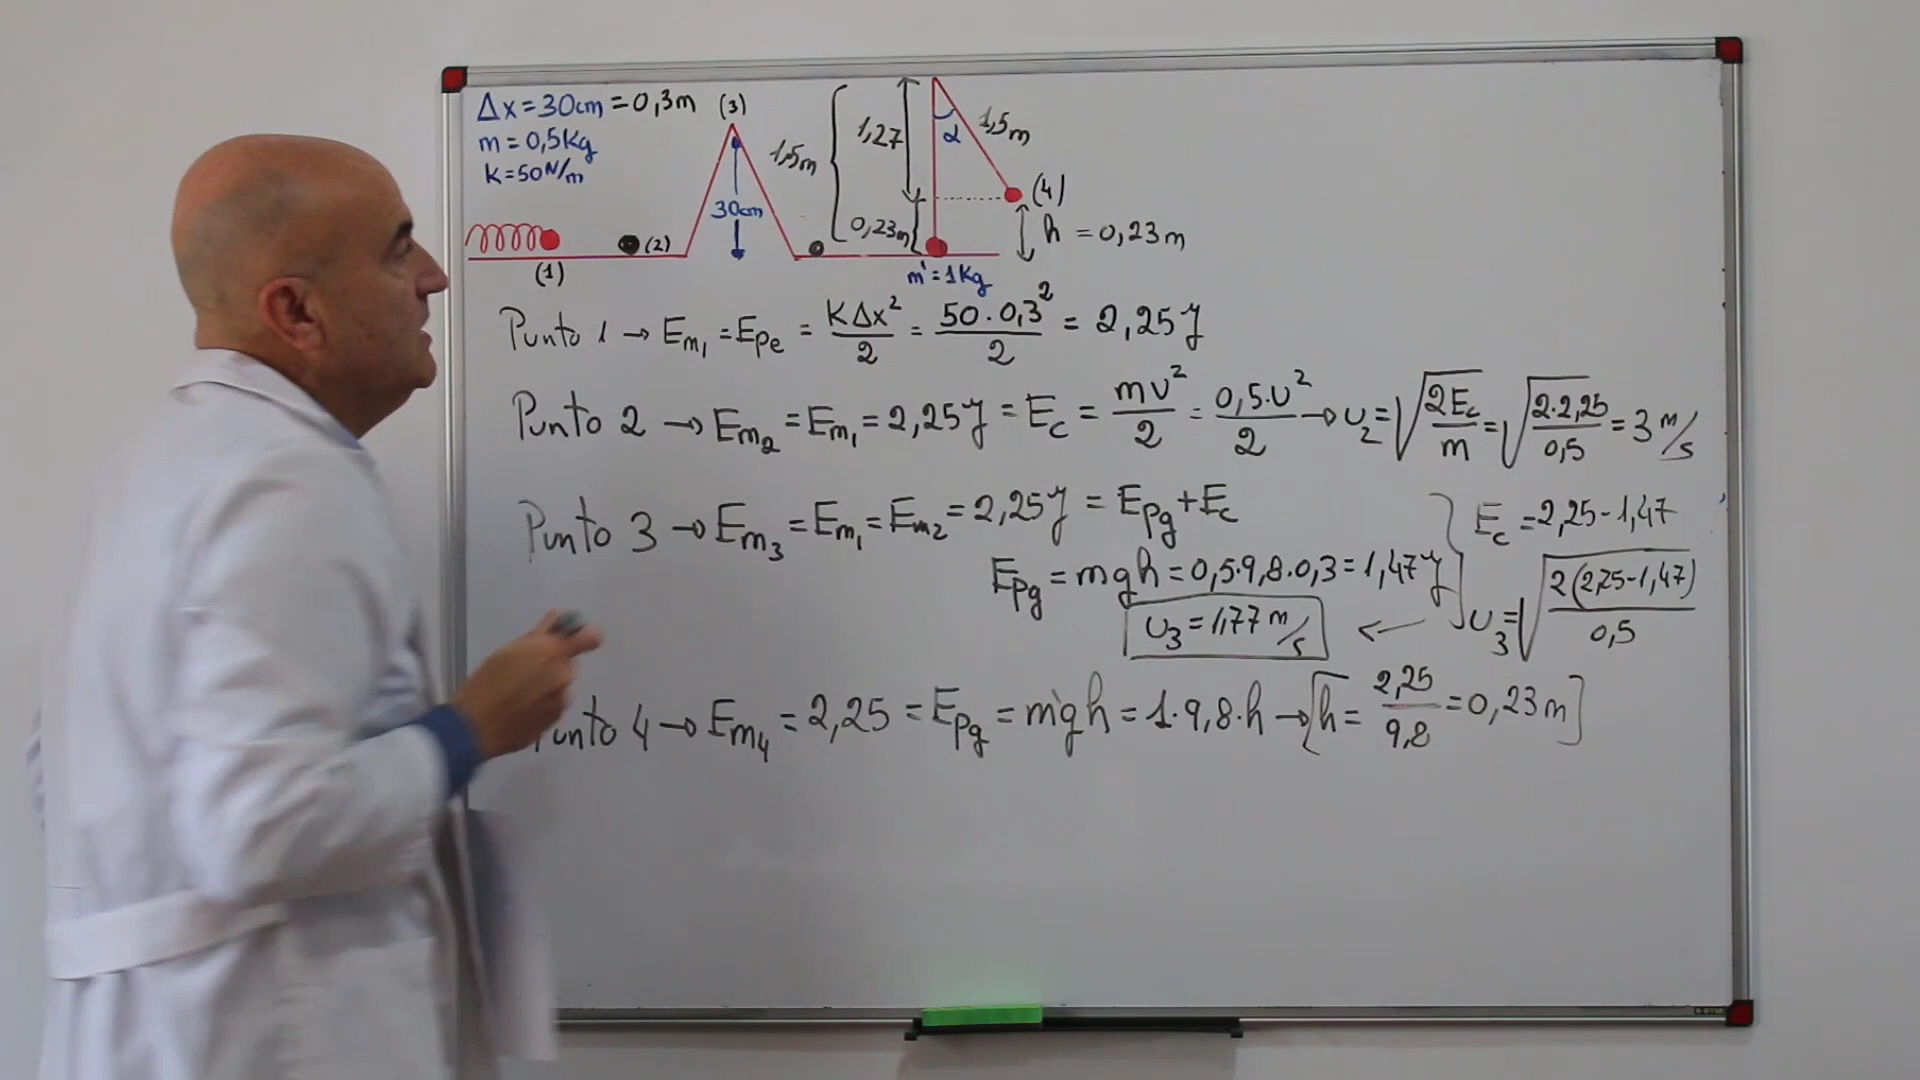 Δx = 30cm = 0,3m
m = 0,5Kg
k = 50 N/m
(1)
(2)
(3)
30cm
1,5m
1,27
0,23m
α
1,5m
(4)
h = 0,23m
m' = 1Kg
Punto 1 → Em₁ = Epe = KΔx²/2 = 50·0,3²/2 = 2,25 J
Punto 2 → Em₂ = Em₁ = 2,25 J = Ec = mv²/2 = 0,5·v²/2 → v₂ = √(2Ec/m) = √(2·2,25/0,5) = 3 m/s
Punto 3 → Em₃ = Em₁ = Em₂ = 2,25 J = Epg + Ec
Epg = mgh = 0,5·9,8·0,3 = 1,47 J
Ec = 2,25 - 1,47
v₃ = √(2(2,25-1,47)/0,5)
v₃ = 1,77 m/s
unto 4 → Em₄ = 2,25 = Epg = m'gh = 1·9,8·h → [h = 2,25/9,8 = 0,23m]